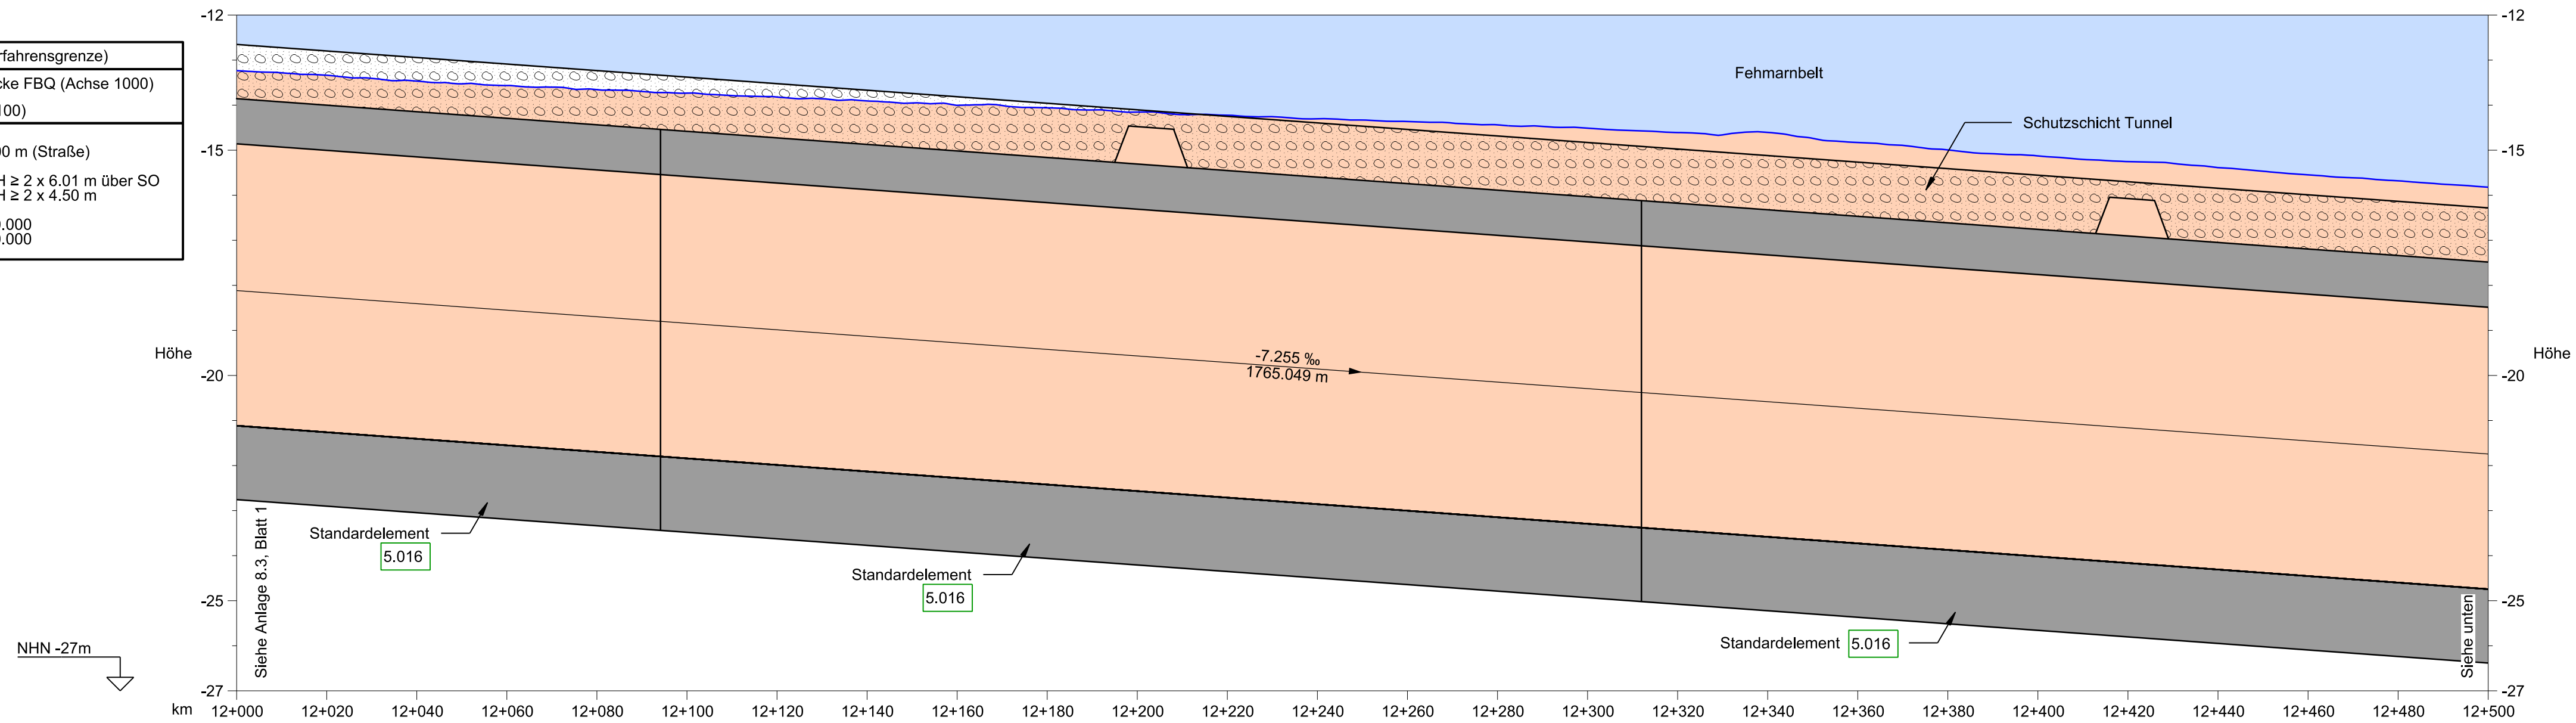 rfahrensgrenze)
cke FBQ (Achse 1000)
100)
00 m (Straße)
H ≥ 2 x 6.01 m über SO
H ≥ 2 x 4.50 m
0.000
0.000
NHN -27m
-12
-15
Höhe
-20
-25
-27
km
Fehmarnbelt
Schutzschicht Tunnel
-7.255 ‰
1765.049 m
Siehe Anlage 8.3, Blatt 1
Standardelement
5.016
Standardelement
5.016
Standardelement 5.016
Siehe unten
-12
-15
Höhe
-20
-25
-27
12+000 12+020 12+040 12+060 12+080 12+100 12+120 12+140 12+160 12+180 12+200 12+220 12+240 12+260 12+280 12+300 12+320 12+340 12+360 12+380 12+400 12+420 12+440 12+460 12+480 12+500